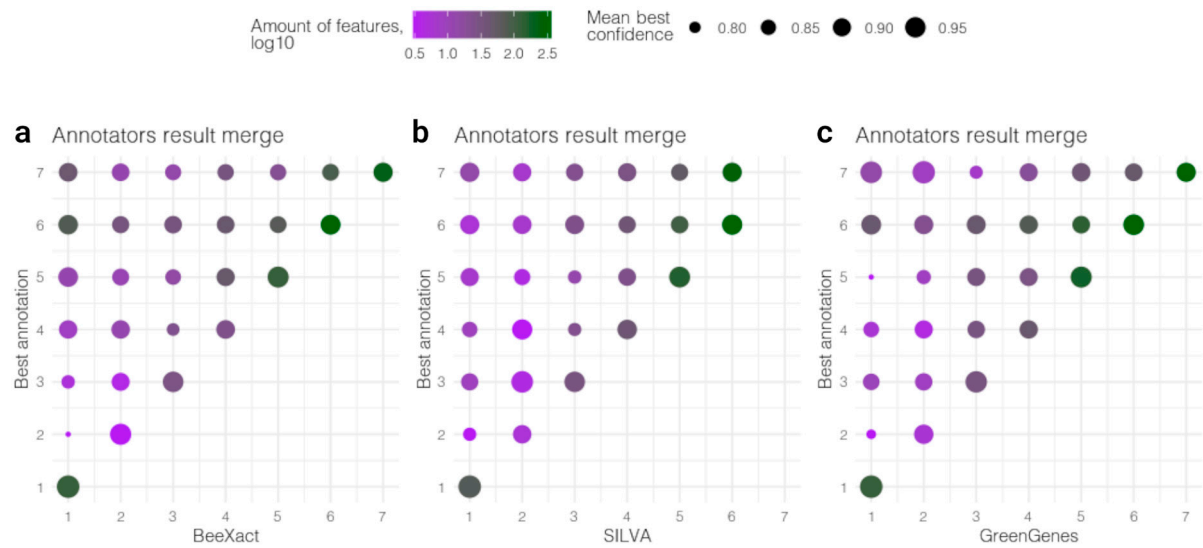 Amount of features,
log10
0.5 1.0 1.5 2.0 2.5
Mean best
confidence
0.80 0.85 0.90 0.95
a Annotators result merge
Best annotation
7
6
5
4
3
2
1
1 2 3 4 5 6 7
BeeXact
b Annotators result merge
Best annotation
7
6
5
4
3
2
1
1 2 3 4 5 6 7
SILVA
c Annotators result merge
Best annotation
7
6
5
4
3
2
1
1 2 3 4 5 6 7
GreenGenes